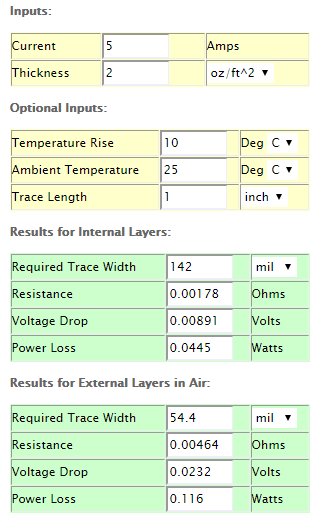 Inputs:
Current 5 Amps
Thickness 2 oz/ft^2 ▼
Optional Inputs:
Temperature Rise 10 Deg C ▼
Ambient Temperature 25 Deg C ▼
Trace Length 1 inch ▼
Results for Internal Layers:
Required Trace Width 142 mil ▼
Resistance 0.00178 Ohms
Voltage Drop 0.00891 Volts
Power Loss 0.0445 Watts
Results for External Layers in Air:
Required Trace Width 54.4 mil ▼
Resistance 0.00464 Ohms
Voltage Drop 0.0232 Volts
Power Loss 0.116 Watts